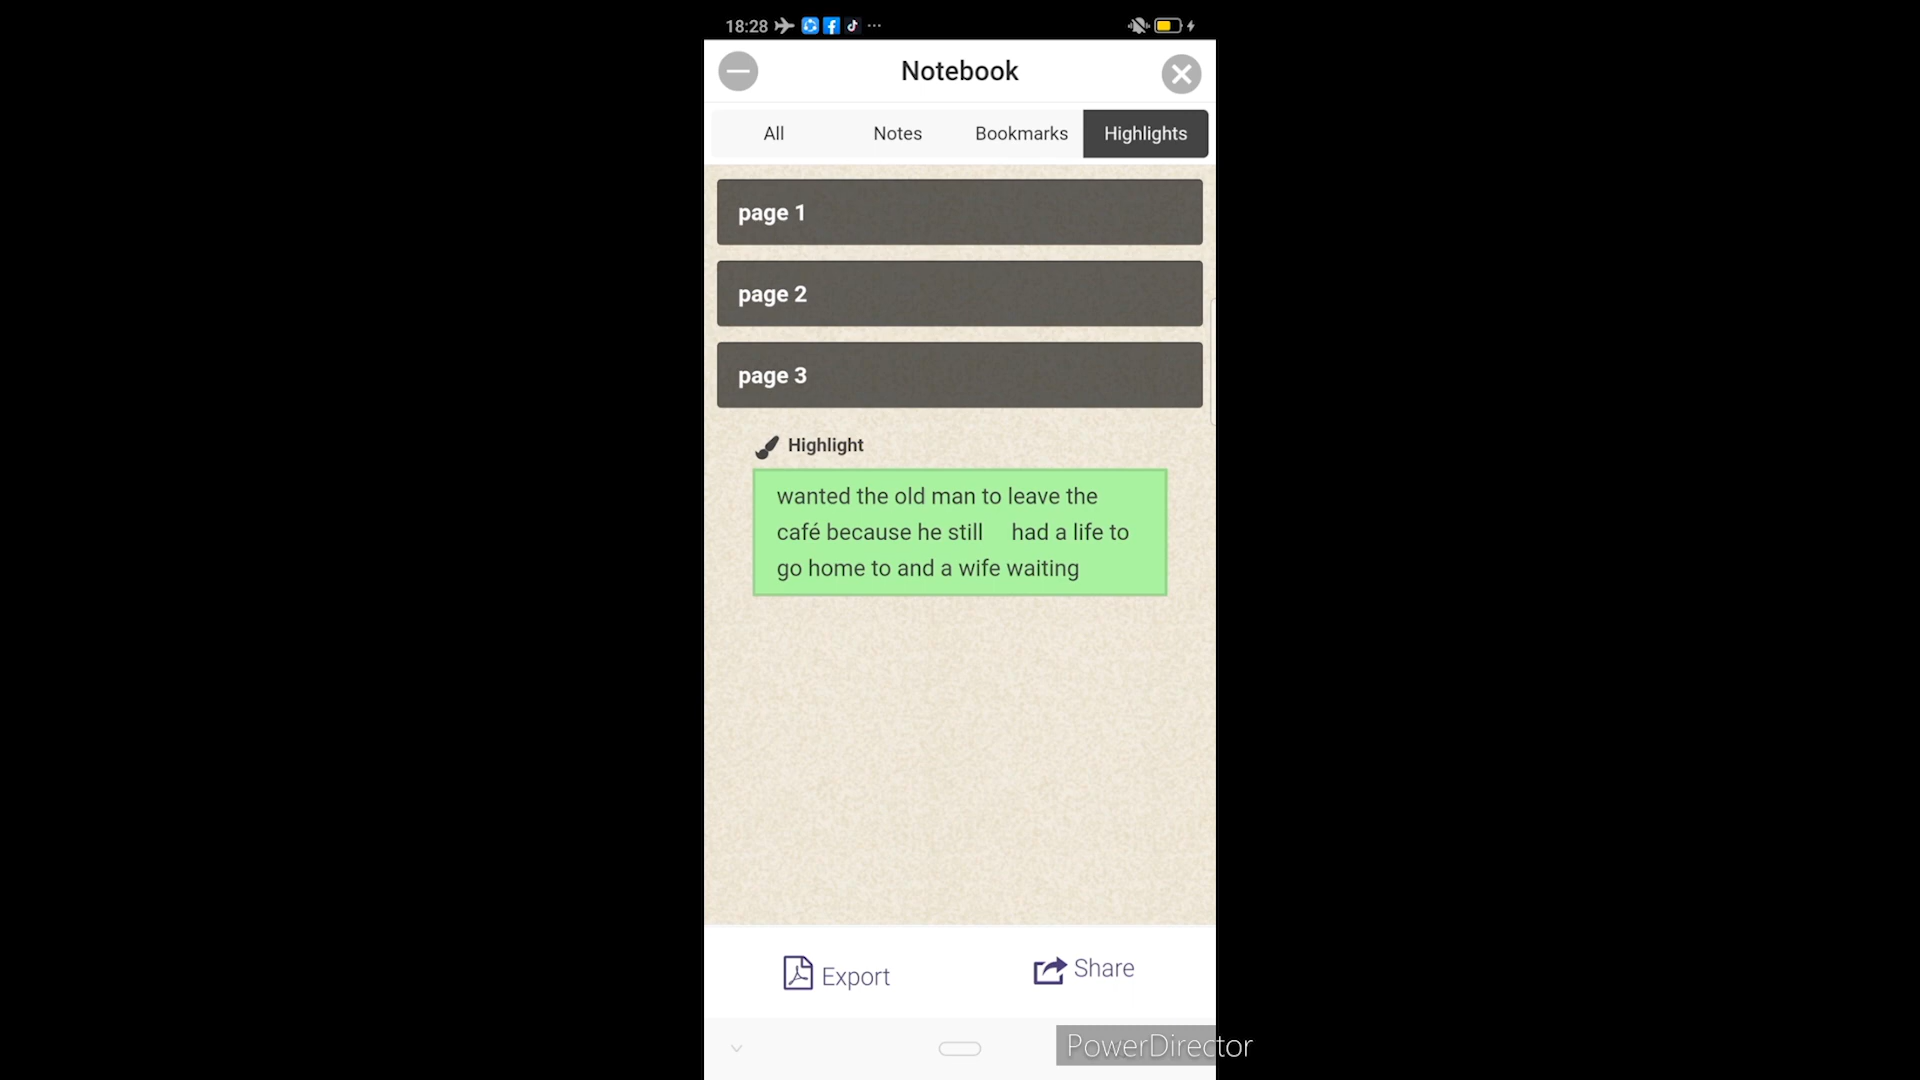 18:28
Notebook
All Notes Bookmarks Highlights
page 1
page 2
page 3
Highlight
wanted the old man to leave the
café because he still had a life to
go home to and a wife waiting
Export Share
PowerDirector